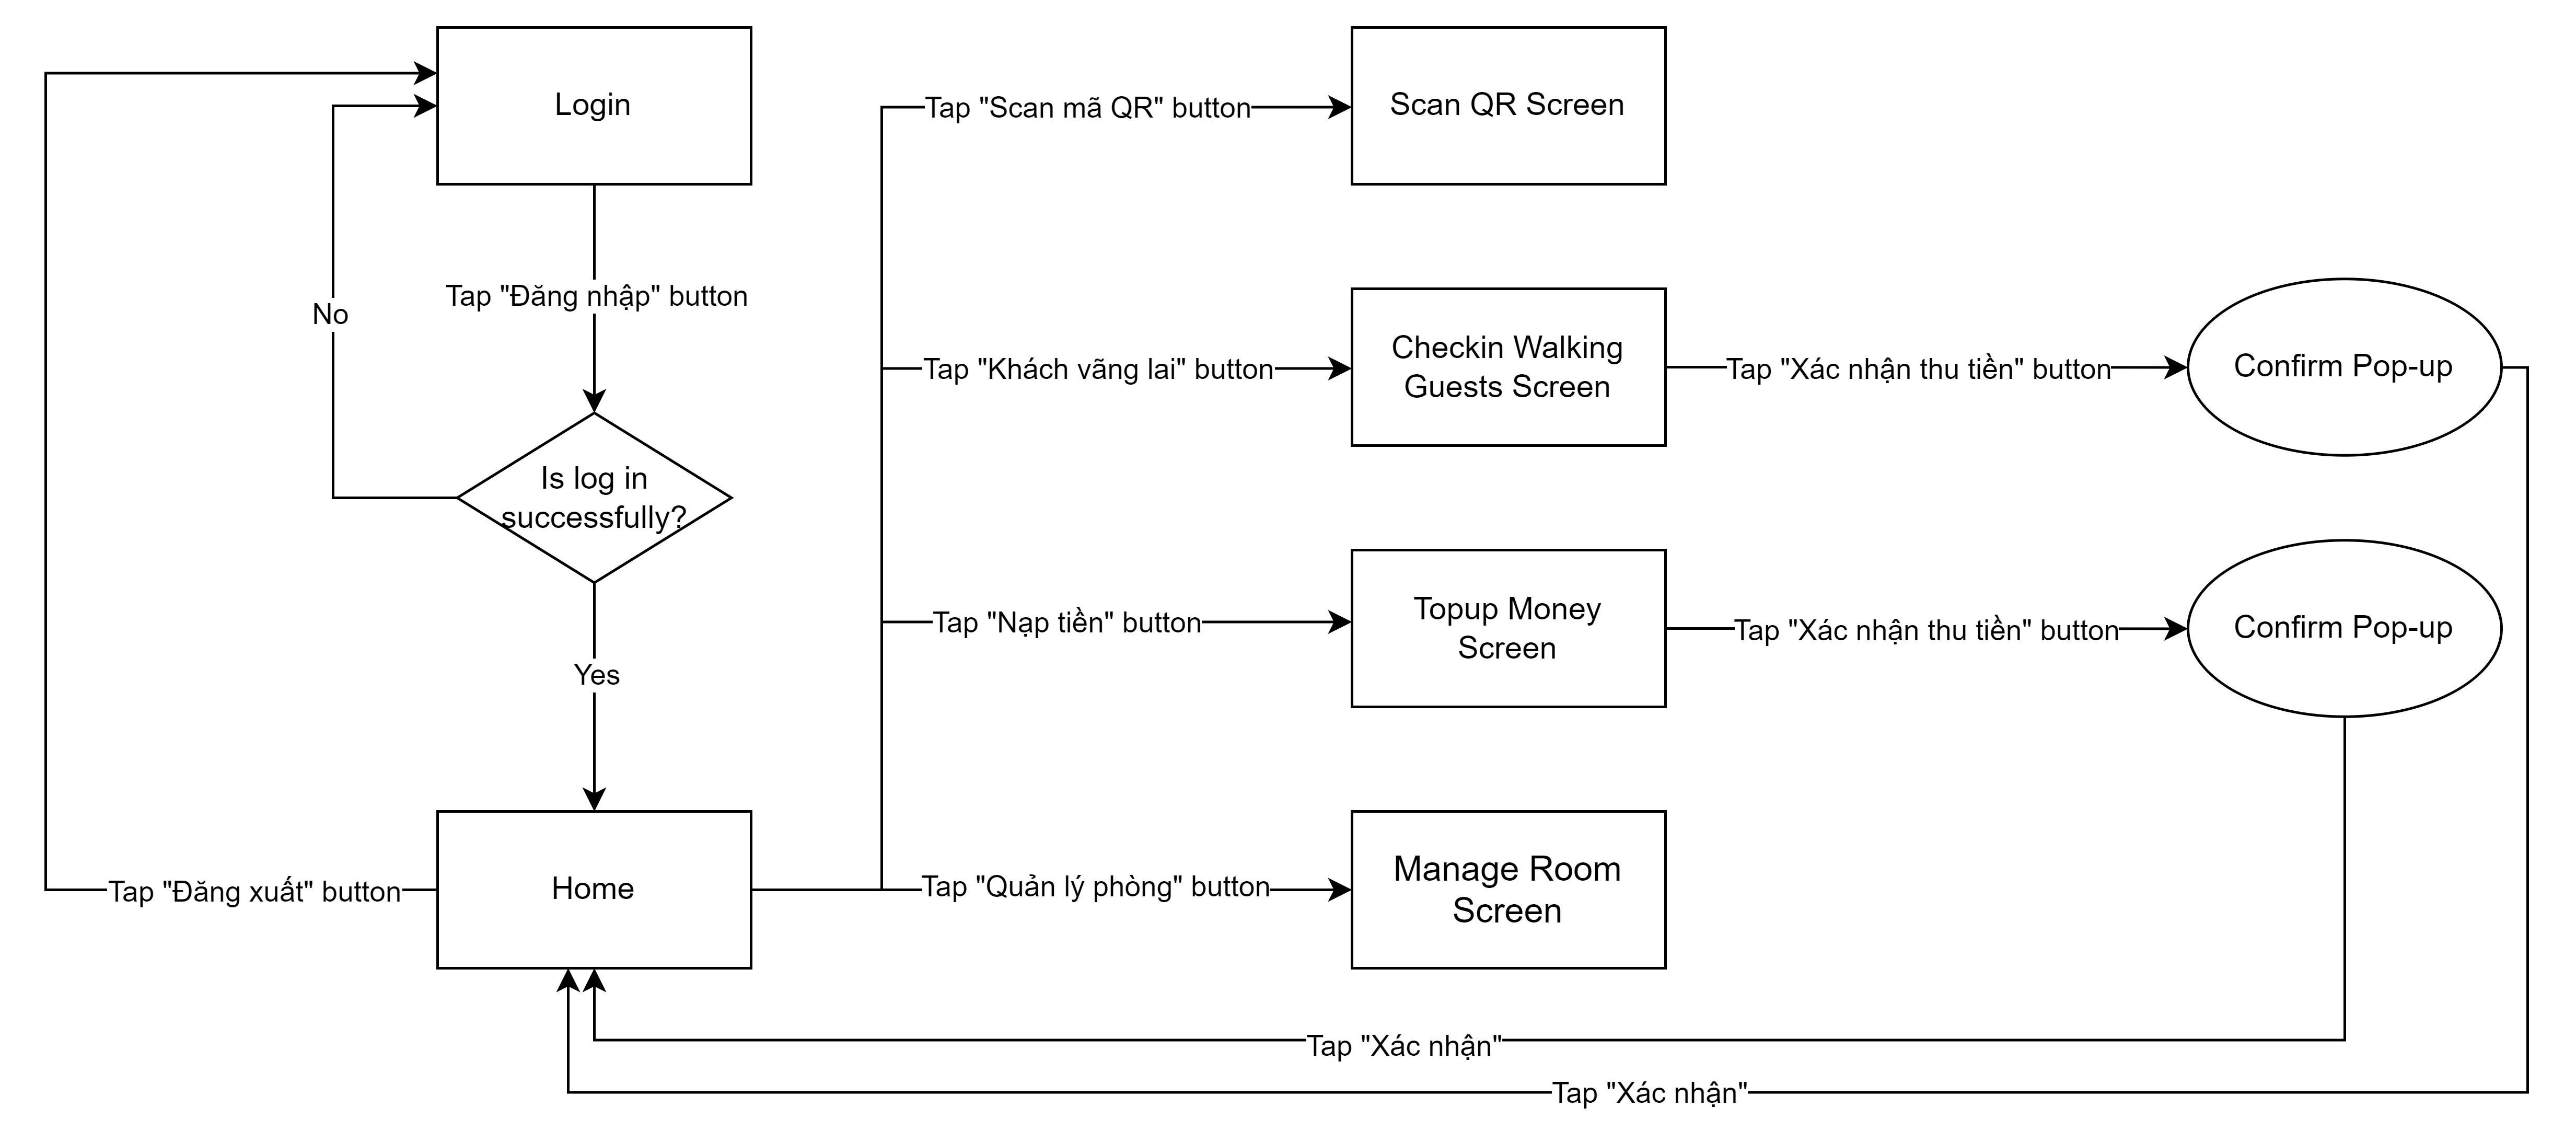 Login
Tap "Scan mã QR" button
Scan QR Screen
Tap "Đăng nhập" button
No
Checkin Walking
Guests Screen
Tap "Khách vãng lai" button
Tap "Xác nhận thu tiền" button
Confirm Pop-up
Is log in
successfully?
Tap "Nạp tiền" button
Topup Money
Screen
Tap "Xác nhận thu tiền" button
Confirm Pop-up
Yes
Tap "Đăng xuất" button
Home
Tap "Quản lý phòng" button
Manage Room
Screen
Tap "Xác nhận"
Tap "Xác nhận"